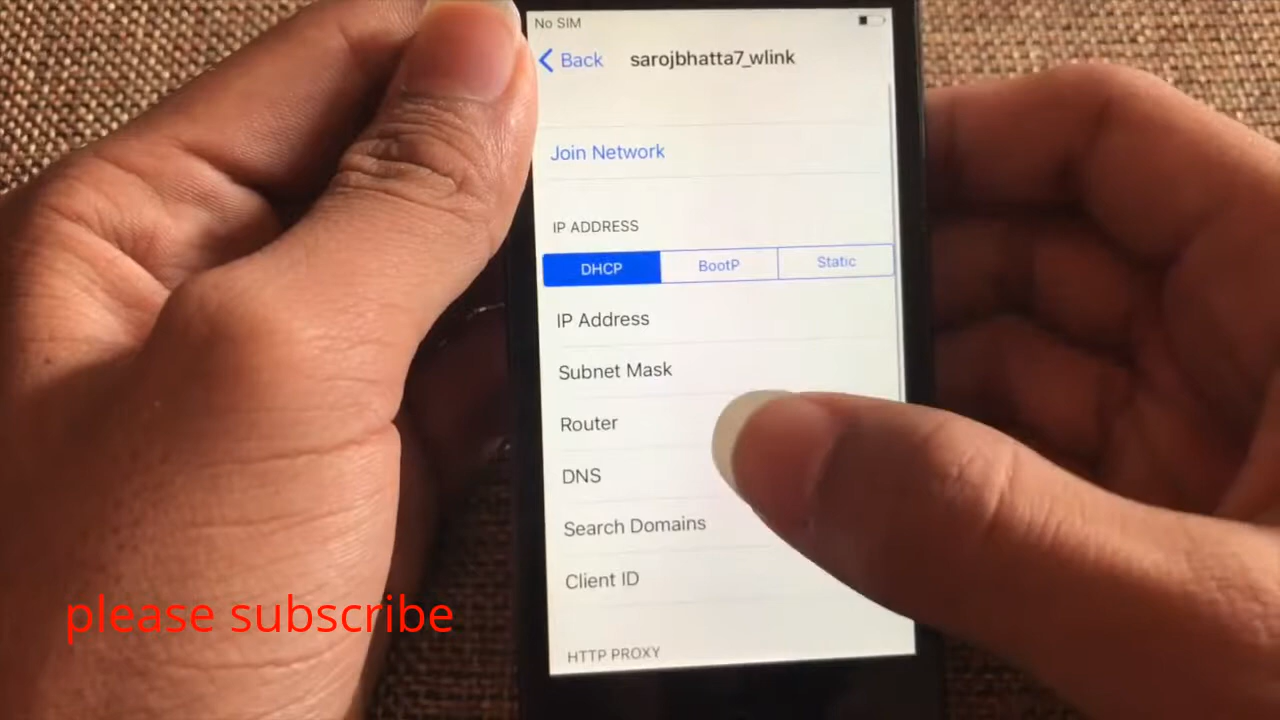 No SIM
Back sarojbhatta7_wlink
Join Network
IP ADDRESS
DHCP BootP Static
IP Address
Subnet Mask
Router
DNS
Search Domains
Client ID
HTTP PROXY
please subscribe